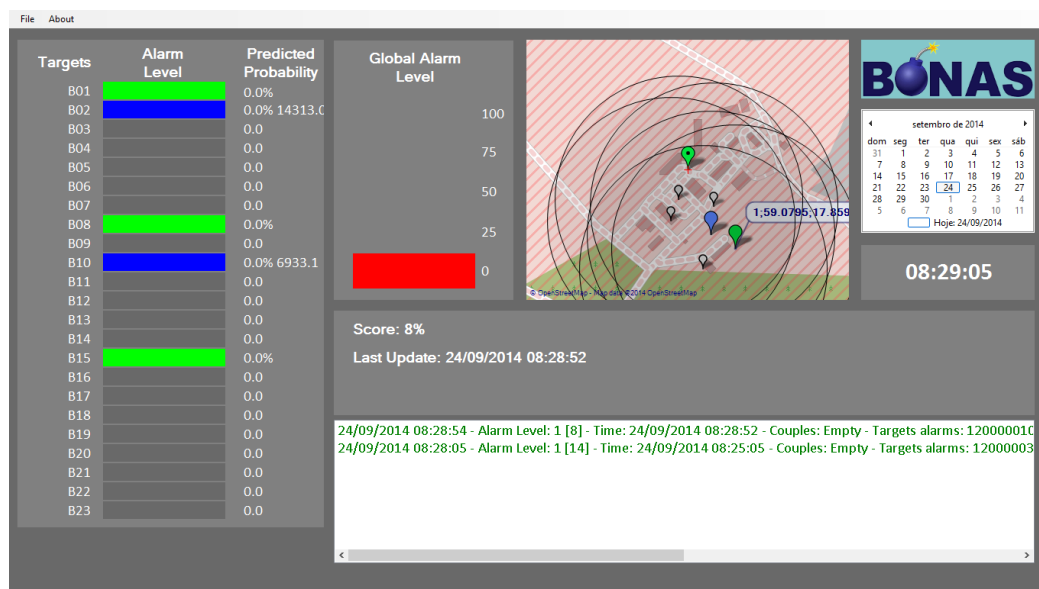 File About
Targets Alarm Level Predicted Probability
B01 0.0%
B02 0.0% 14313.0
B03 0.0
B04 0.0
B05 0.0
B06 0.0
B07 0.0
B08 0.0%
B09 0.0
B10 0.0% 6933.1
B11 0.0
B12 0.0
B13 0.0
B14 0.0
B15 0.0%
B16 0.0
B17 0.0
B18 0.0
B19 0.0
B20 0.0
B21 0.0
B22 0.0
B23 0.0
Global Alarm
Level
100
75
50
25
0
1;59.0795;17.859
© OpenStreetMap - Map data ©2014 OpenStreetMap
BONAS
setembro de 2014
dom seg ter qua qui sex sáb
31 1 2 3 4 5 6
7 8 9 10 11 12 13
14 15 16 17 18 19 20
21 22 23 24 25 26 27
28 29 30 1 2 3 4
5 6 7 8 9 10 11
Hoje: 24/09/2014
08:29:05
Score: 8%
Last Update: 24/09/2014 08:28:52
24/09/2014 08:28:54 - Alarm Level: 1 [8] - Time: 24/09/2014 08:28:52 - Couples: Empty - Targets alarms: 12000001
24/09/2014 08:28:05 - Alarm Level: 1 [14] - Time: 24/09/2014 08:25:05 - Couples: Empty - Targets alarms: 12000003